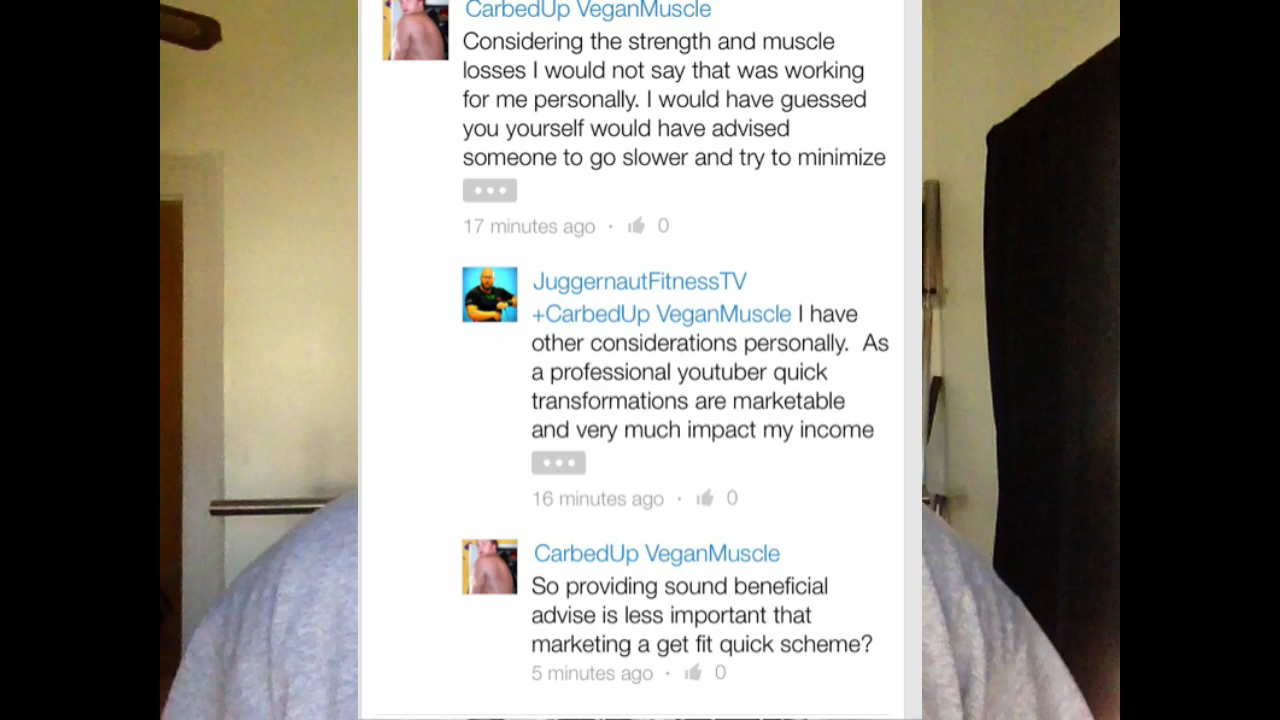 CarbedUp VeganMuscle
Considering the strength and muscle
losses I would not say that was working
for me personally. I would have guessed
you yourself would have advised
someone to go slower and try to minimize
17 minutes ago · 0
JuggernautFitnessTV
+CarbedUp VeganMuscle I have
other considerations personally. As
a professional youtuber quick
transformations are marketable
and very much impact my income
16 minutes ago · 0
CarbedUp VeganMuscle
So providing sound beneficial
advise is less important that
marketing a get fit quick scheme?
5 minutes ago · 0